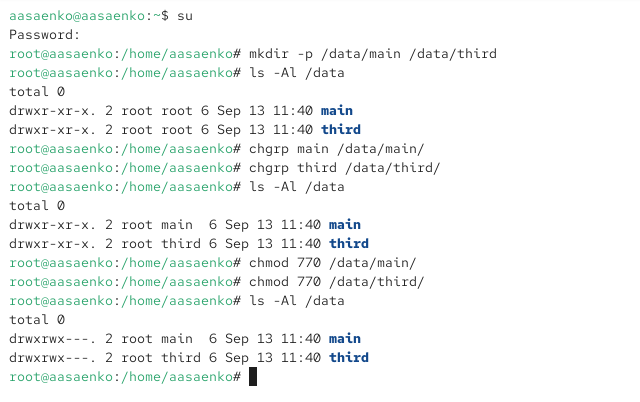 aasaenko@aasaenko:~$ su
Password:
root@aasaenko:/home/aasaenko# mkdir -p /data/main /data/third
root@aasaenko:/home/aasaenko# ls -Al /data
total 0
drwxr-xr-x. 2 root root 6 Sep 13 11:40 main
drwxr-xr-x. 2 root root 6 Sep 13 11:40 third
root@aasaenko:/home/aasaenko# chgrp main /data/main/
root@aasaenko:/home/aasaenko# chgrp third /data/third/
root@aasaenko:/home/aasaenko# ls -Al /data
total 0
drwxr-xr-x. 2 root main  6 Sep 13 11:40 main
drwxr-xr-x. 2 root third 6 Sep 13 11:40 third
root@aasaenko:/home/aasaenko# chmod 770 /data/main/
root@aasaenko:/home/aasaenko# chmod 770 /data/third/
root@aasaenko:/home/aasaenko# ls -Al /data
total 0
drwxrwx---. 2 root main  6 Sep 13 11:40 main
drwxrwx---. 2 root third 6 Sep 13 11:40 third
root@aasaenko:/home/aasaenko#